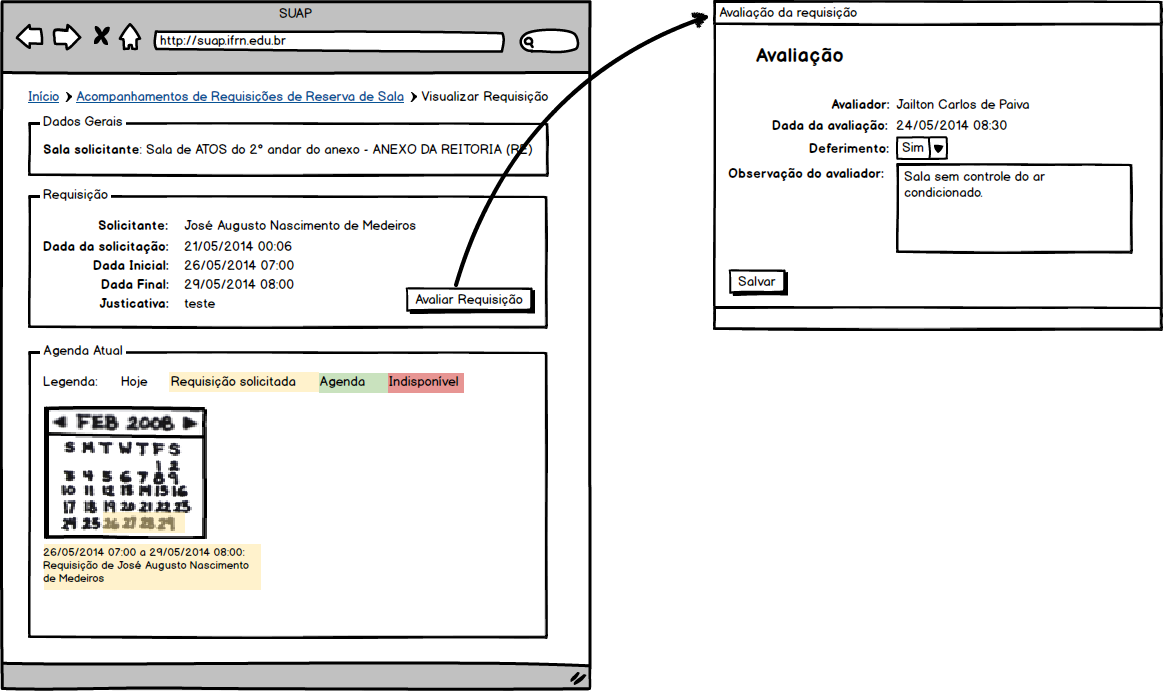 SUAP
http://suap.ifrn.edu.br
Início > Acompanhamentos de Requisições de Reserva de Sala > Visualizar Requisição
Dados Gerais
Sala solicitante: Sala de ATOS do 2º andar do anexo - ANEXO DA REITORIA (RE)
Requisição
Solicitante: José Augusto Nascimento de Medeiros
Dada da solicitação: 21/05/2014 00:06
Dada Inicial: 26/05/2014 07:00
Dada Final: 29/05/2014 08:00
Justicativa: teste
Avaliar Requisição
Agenda Atual
Legenda: Hoje Requisição solicitada Agenda Indisponível
FEB 2008
S M T W T F S
1 2
3 4 5 6 7 8 9
10 11 12 13 14 15 16
17 18 19 20 21 22 23
24 25 26 27 28 29
26/05/2014 07:00 a 29/05/2014 08:00:
Requisição de José Augusto Nascimento
de Medeiros
Avaliação da requisição
Avaliação
Avaliador: Jailton Carlos de Paiva
Dada da avaliação: 24/05/2014 08:30
Deferimento: Sim
Observação do avaliador: Sala sem controle do ar
condicionado.
Salvar